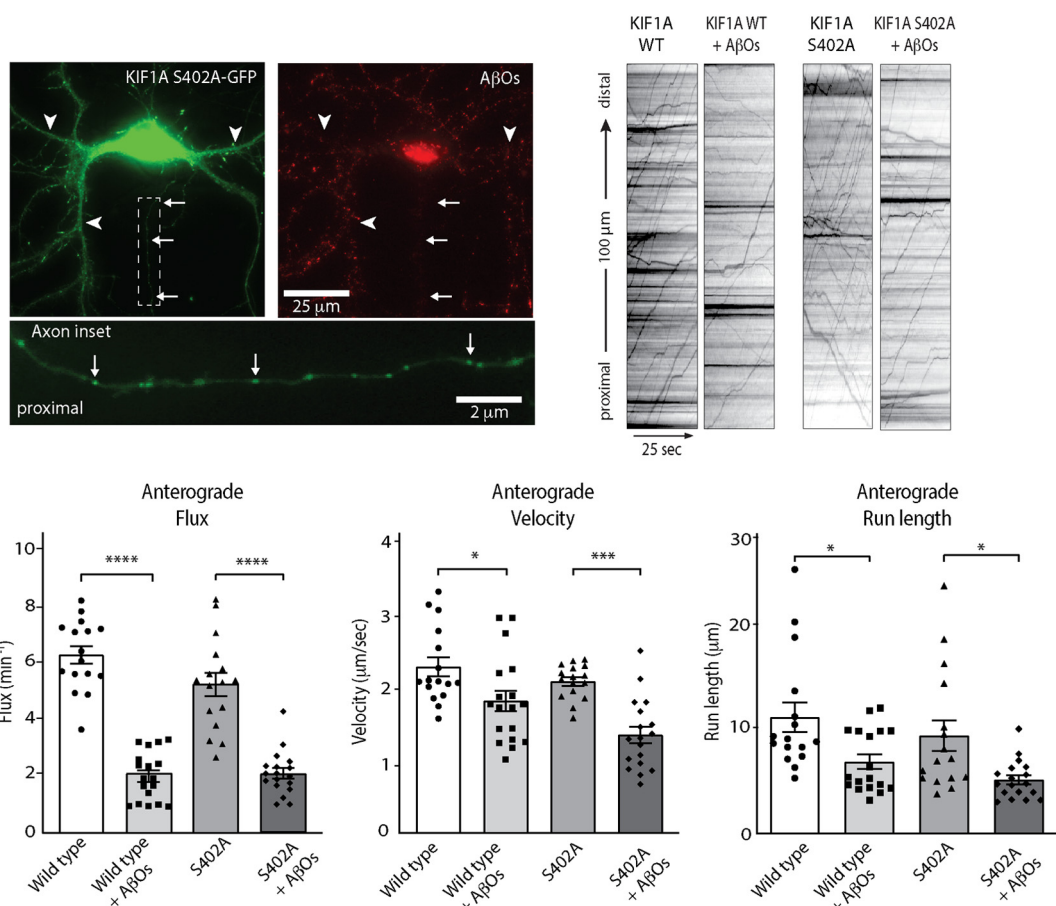 KIF1A S402A-GFP
AβOs
25 μm
Axon inset
proximal
2 μm
KIF1A
WT
KIF1A WT
+ AβOs
KIF1A
S402A
KIF1A S402A
+ AβOs
distal
100 μm
proximal
25 sec
Anterograde
Flux
Flux (min⁻¹)
10
8
6
4
2
0
****
****
Wild type
Wild type
+ AβOs
S402A
S402A
+ AβOs
Anterograde
Velocity
Velocity (μm/sec)
4
3
2
1
0
*
***
Wild type
Wild type
+ AβOs
S402A
S402A
+ AβOs
Anterograde
Run length
Run length (μm)
30
20
10
0
*
*
Wild type
Wild type
+ AβOs
S402A
S402A
+ AβOs